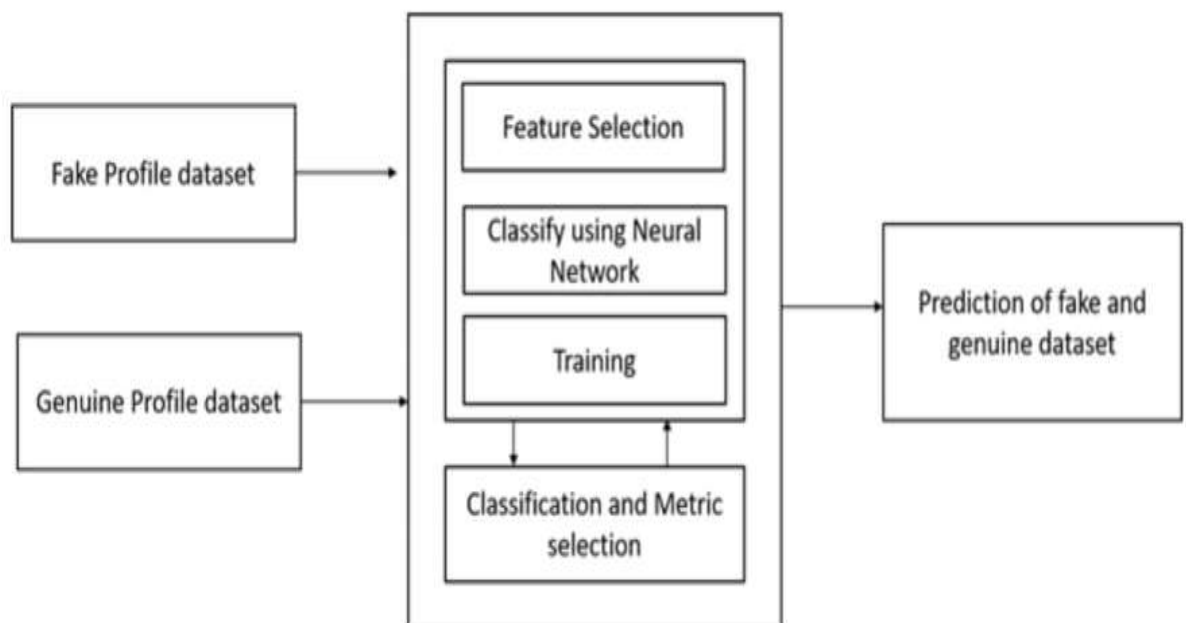 Fake Profile dataset
Genuine Profile dataset
Feature Selection
Classify using Neural
Network
Training
Classification and Metric
selection
Prediction of fake and
genuine dataset